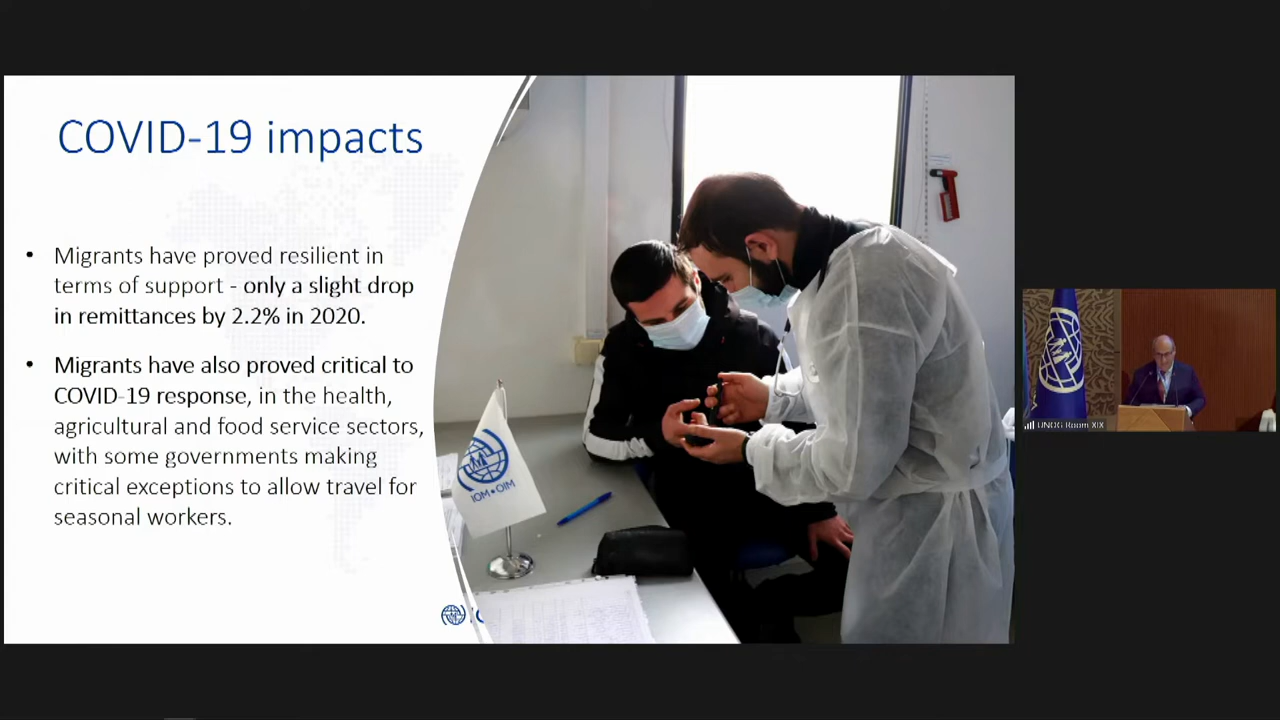 COVID-19 impacts
• Migrants have proved resilient in
terms of support - only a slight drop
in remittances by 2.2% in 2020.
• Migrants have also proved critical to
COVID-19 response, in the health,
agricultural and food service sectors,
with some governments making
critical exceptions to allow travel for
seasonal workers.
IOM•OIM
UNOG Room XIX